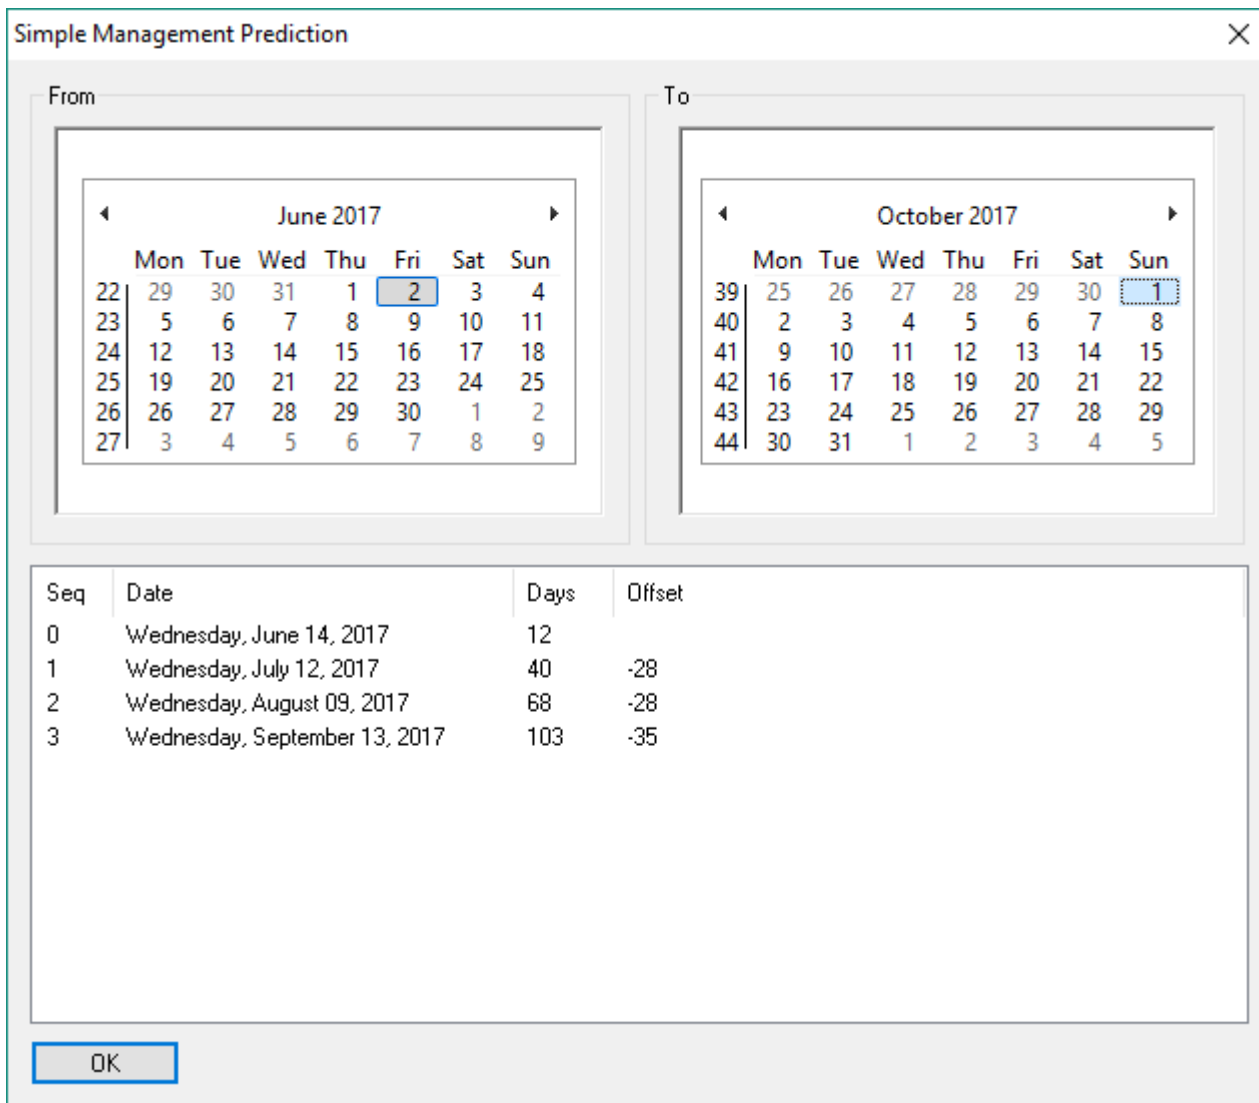 Simple Management Prediction
From
June 2017
Mon Tue Wed Thu Fri Sat Sun
22 29 30 31 1 2 3 4
23 5 6 7 8 9 10 11
24 12 13 14 15 16 17 18
25 19 20 21 22 23 24 25
26 26 27 28 29 30 1 2
27 3 4 5 6 7 8 9
To
October 2017
Mon Tue Wed Thu Fri Sat Sun
39 25 26 27 28 29 30 1
40 2 3 4 5 6 7 8
41 9 10 11 12 13 14 15
42 16 17 18 19 20 21 22
43 23 24 25 26 27 28 29
44 30 31 1 2 3 4 5
Seq Date Days Offset
0 Wednesday, June 14, 2017 12
1 Wednesday, July 12, 2017 40 -28
2 Wednesday, August 09, 2017 68 -28
3 Wednesday, September 13, 2017 103 -35
OK